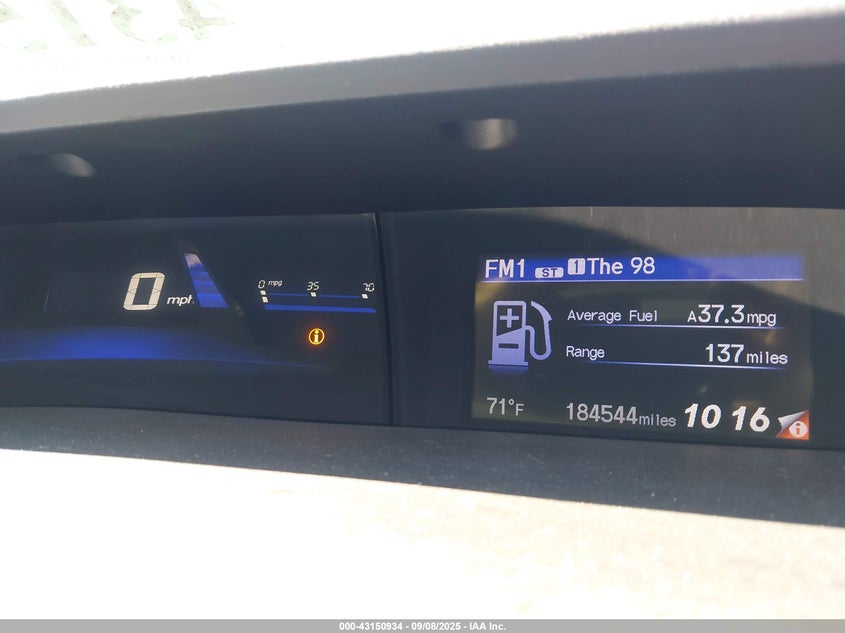 0 mph
0 mpg 35 70
FM1 ST 1 The 98
Average Fuel A37.3mpg
Range 137miles
71°F 184544miles 10 16
000-43150934 - 09/08/2025 - IAA Inc.